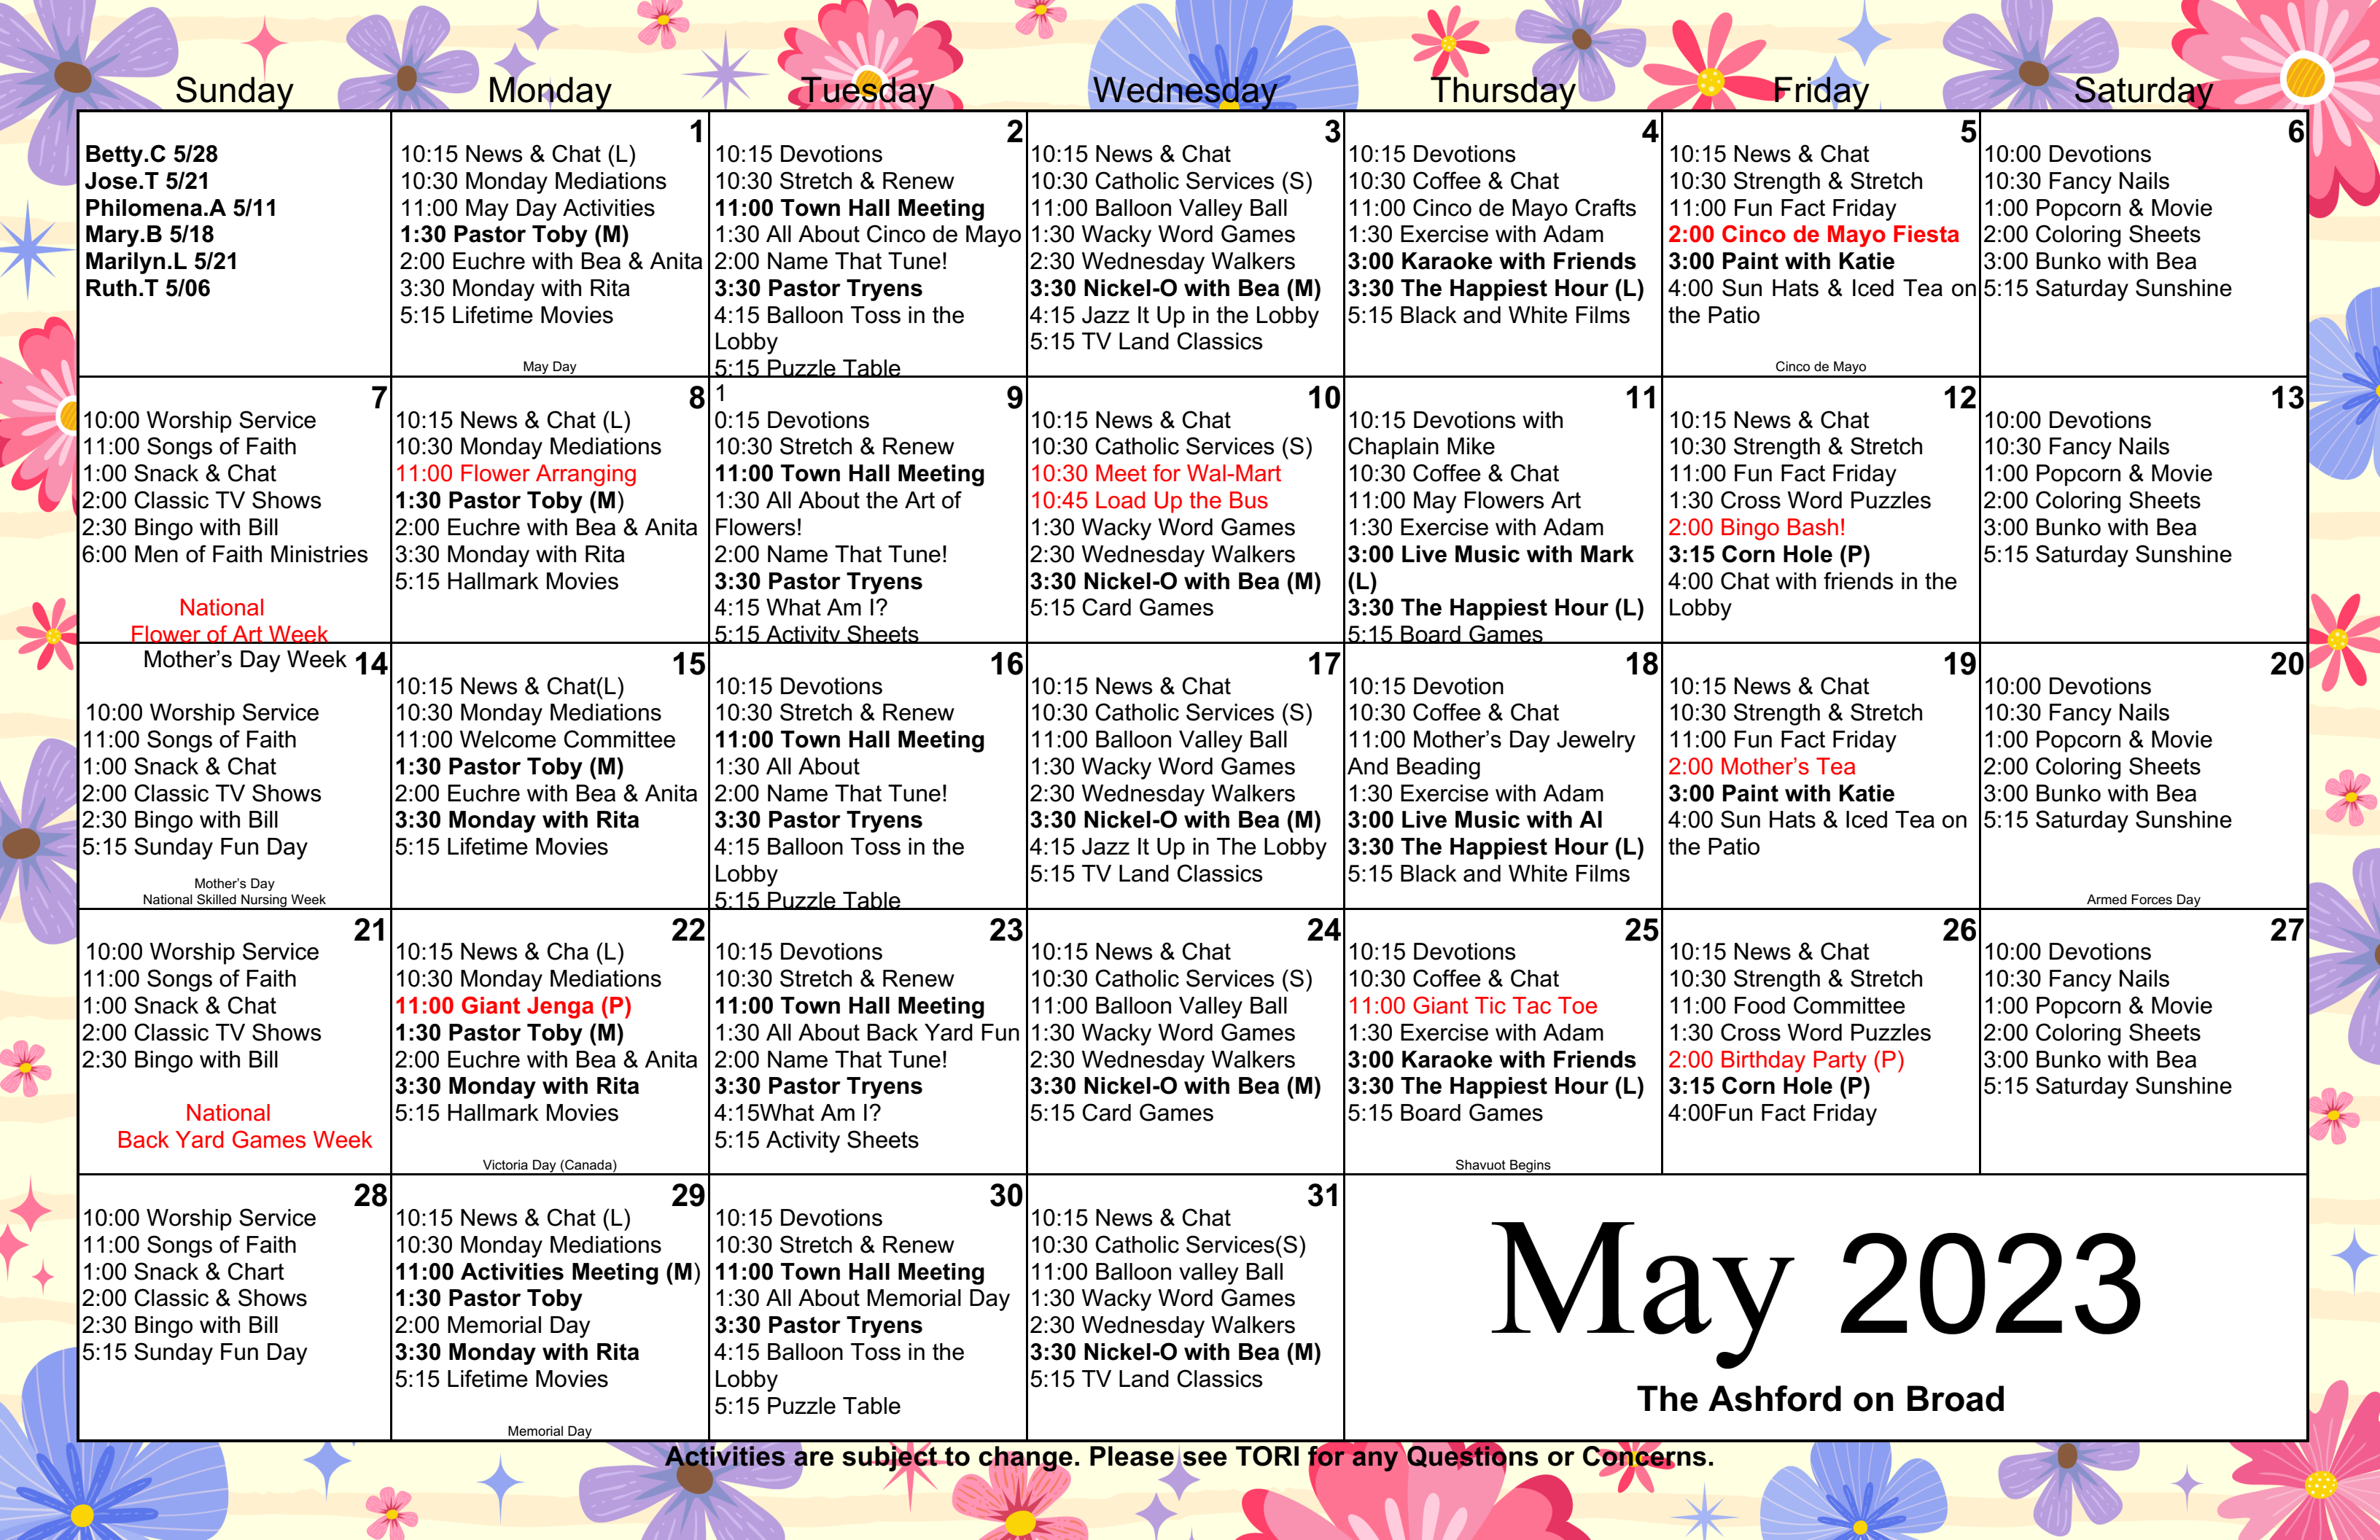 Sunday Monday Tuesday Wednesday Thursday Friday Saturday
Betty.C 5/28
Jose.T 5/21
Philomena.A 5/11
Mary.B 5/18
Marilyn.L 5/21
Ruth.T 5/06
1
10:15 News & Chat (L)
10:30 Monday Mediations
11:00 May Day Activities
1:30 Pastor Toby (M)
2:00 Euchre with Bea & Anita
3:30 Monday with Rita
5:15 Lifetime Movies
May Day
2
10:15 Devotions
10:30 Stretch & Renew
11:00 Town Hall Meeting
1:30 All About Cinco de Mayo
2:00 Name That Tune!
3:30 Pastor Tryens
4:15 Balloon Toss in the
Lobby
5:15 Puzzle Table
3
10:15 News & Chat
10:30 Catholic Services (S)
11:00 Balloon Valley Ball
1:30 Wacky Word Games
2:30 Wednesday Walkers
3:30 Nickel-O with Bea (M)
4:15 Jazz It Up in the Lobby
5:15 TV Land Classics
4
10:15 Devotions
10:30 Coffee & Chat
11:00 Cinco de Mayo Crafts
1:30 Exercise with Adam
3:00 Karaoke with Friends
3:30 The Happiest Hour (L)
5:15 Black and White Films
5
10:15 News & Chat
10:30 Strength & Stretch
11:00 Fun Fact Friday
2:00 Cinco de Mayo Fiesta
3:00 Paint with Katie
4:00 Sun Hats & Iced Tea on
the Patio
Cinco de Mayo
6
10:00 Devotions
10:30 Fancy Nails
1:00 Popcorn & Movie
2:00 Coloring Sheets
3:00 Bunko with Bea
5:15 Saturday Sunshine
7
10:00 Worship Service
11:00 Songs of Faith
1:00 Snack & Chat
2:00 Classic TV Shows
2:30 Bingo with Bill
6:00 Men of Faith Ministries
National
Flower of Art Week
8
10:15 News & Chat (L)
10:30 Monday Mediations
11:00 Flower Arranging
1:30 Pastor Toby (M)
2:00 Euchre with Bea & Anita
3:30 Monday with Rita
5:15 Hallmark Movies
1
9
0:15 Devotions
10:30 Stretch & Renew
11:00 Town Hall Meeting
1:30 All About the Art of
Flowers!
2:00 Name That Tune!
3:30 Pastor Tryens
4:15 What Am I?
5:15 Activity Sheets
10
10:15 News & Chat
10:30 Catholic Services (S)
10:30 Meet for Wal-Mart
10:45 Load Up the Bus
1:30 Wacky Word Games
2:30 Wednesday Walkers
3:30 Nickel-O with Bea (M)
5:15 Card Games
11
10:15 Devotions with
Chaplain Mike
10:30 Coffee & Chat
11:00 May Flowers Art
1:30 Exercise with Adam
3:00 Live Music with Mark
(L)
3:30 The Happiest Hour (L)
5:15 Board Games
12
10:15 News & Chat
10:30 Strength & Stretch
11:00 Fun Fact Friday
1:30 Cross Word Puzzles
2:00 Bingo Bash!
3:15 Corn Hole (P)
4:00 Chat with friends in the
Lobby
13
10:00 Devotions
10:30 Fancy Nails
1:00 Popcorn & Movie
2:00 Coloring Sheets
3:00 Bunko with Bea
5:15 Saturday Sunshine
Mother's Day Week 14
10:00 Worship Service
11:00 Songs of Faith
1:00 Snack & Chat
2:00 Classic TV Shows
2:30 Bingo with Bill
5:15 Sunday Fun Day
Mother's Day
National Skilled Nursing Week
15
10:15 News & Chat(L)
10:30 Monday Mediations
11:00 Welcome Committee
1:30 Pastor Toby (M)
2:00 Euchre with Bea & Anita
3:30 Monday with Rita
5:15 Lifetime Movies
16
10:15 Devotions
10:30 Stretch & Renew
11:00 Town Hall Meeting
1:30 All About
2:00 Name That Tune!
3:30 Pastor Tryens
4:15 Balloon Toss in the
Lobby
5:15 Puzzle Table
17
10:15 News & Chat
10:30 Catholic Services (S)
11:00 Balloon Valley Ball
1:30 Wacky Word Games
2:30 Wednesday Walkers
3:30 Nickel-O with Bea (M)
4:15 Jazz It Up in The Lobby
5:15 TV Land Classics
18
10:15 Devotion
10:30 Coffee & Chat
11:00 Mother's Day Jewelry
And Beading
1:30 Exercise with Adam
3:00 Live Music with Al
3:30 The Happiest Hour (L)
5:15 Black and White Films
19
10:15 News & Chat
10:30 Strength & Stretch
11:00 Fun Fact Friday
2:00 Mother's Tea
3:00 Paint with Katie
4:00 Sun Hats & Iced Tea on
the Patio
20
10:00 Devotions
10:30 Fancy Nails
1:00 Popcorn & Movie
2:00 Coloring Sheets
3:00 Bunko with Bea
5:15 Saturday Sunshine
Armed Forces Day
21
10:00 Worship Service
11:00 Songs of Faith
1:00 Snack & Chat
2:00 Classic TV Shows
2:30 Bingo with Bill
National
Back Yard Games Week
22
10:15 News & Cha (L)
10:30 Monday Mediations
11:00 Giant Jenga (P)
1:30 Pastor Toby (M)
2:00 Euchre with Bea & Anita
3:30 Monday with Rita
5:15 Hallmark Movies
Victoria Day (Canada)
23
10:15 Devotions
10:30 Stretch & Renew
11:00 Town Hall Meeting
1:30 All About Back Yard Fun
2:00 Name That Tune!
3:30 Pastor Tryens
4:15What Am I?
5:15 Activity Sheets
24
10:15 News & Chat
10:30 Catholic Services (S)
11:00 Balloon Valley Ball
1:30 Wacky Word Games
2:30 Wednesday Walkers
3:30 Nickel-O with Bea (M)
5:15 Card Games
25
10:15 Devotions
10:30 Coffee & Chat
11:00 Giant Tic Tac Toe
1:30 Exercise with Adam
3:00 Karaoke with Friends
3:30 The Happiest Hour (L)
5:15 Board Games
Shavuot Begins
26
10:15 News & Chat
10:30 Strength & Stretch
11:00 Food Committee
1:30 Cross Word Puzzles
2:00 Birthday Party (P)
3:15 Corn Hole (P)
4:00Fun Fact Friday
27
10:00 Devotions
10:30 Fancy Nails
1:00 Popcorn & Movie
2:00 Coloring Sheets
3:00 Bunko with Bea
5:15 Saturday Sunshine
28
10:00 Worship Service
11:00 Songs of Faith
1:00 Snack & Chart
2:00 Classic & Shows
2:30 Bingo with Bill
5:15 Sunday Fun Day
29
10:15 News & Chat (L)
10:30 Monday Mediations
11:00 Activities Meeting (M)
1:30 Pastor Toby
2:00 Memorial Day
3:30 Monday with Rita
5:15 Lifetime Movies
Memorial Day
30
10:15 Devotions
10:30 Stretch & Renew
11:00 Town Hall Meeting
1:30 All About Memorial Day
3:30 Pastor Tryens
4:15 Balloon Toss in the
Lobby
5:15 Puzzle Table
31
10:15 News & Chat
10:30 Catholic Services(S)
11:00 Balloon valley Ball
1:30 Wacky Word Games
2:30 Wednesday Walkers
3:30 Nickel-O with Bea (M)
5:15 TV Land Classics
May 2023
The Ashford on Broad
Activities are subject to change. Please see TORI for any Questions or Concerns.